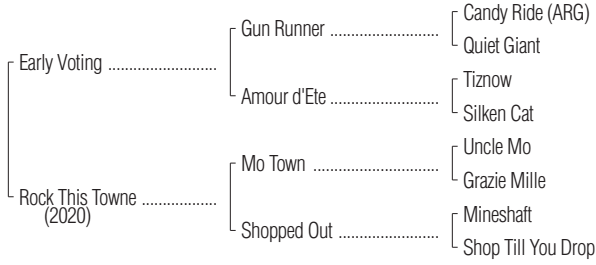 Candy Ride (ARG)
Gun Runner ........................
Quiet Giant
Early Voting ........................
Tiznow
Amour d'Ete ........................
Silken Cat
Uncle Mo
Mo Town ............................
Grazie Mille
Rock This Towne .................
(2020)
Mineshaft
Shopped Out ......................
Shop Till You Drop